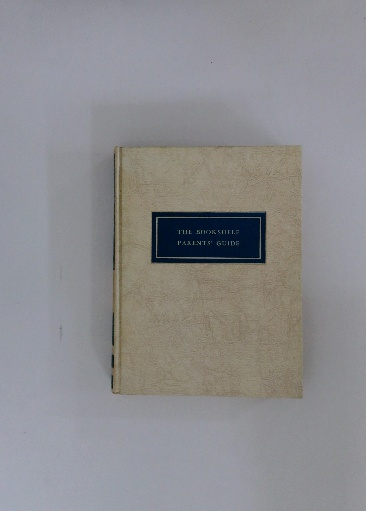 THE BOOKSHELF
PARENTS' GUIDE